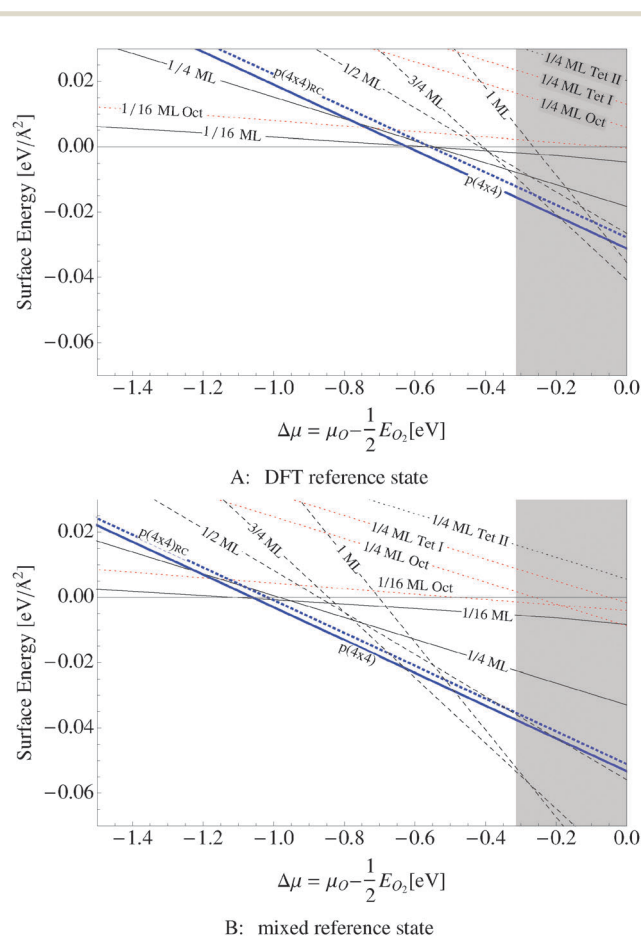 0.02
0.00
−0.02
−0.04
−0.06
Surface Energy [eV/Å²]
1/4 ML
p(4x4)RC
1/2 ML
3/4 ML
1 ML
1/4 ML Tet II
1/4 ML Tet I
1/4 ML Oct
1/16 ML Oct
1/16 ML
p(4x4)
−1.4 −1.2 −1.0 −0.8 −0.6 −0.4 −0.2 0.0
Δμ = μO−1/2 EO2[eV]
A: DFT reference state
0.02
0.00
−0.02
−0.04
−0.06
Surface Energy [eV/Å²]
p(4x4)RC
1/2 ML
3/4 ML
1 ML
1/4 ML Tet II
1/4 ML Tet I
1/4 ML Oct
1/16 ML Oct
1/16 ML
1/4 ML
p(4x4)
−1.4 −1.2 −1.0 −0.8 −0.6 −0.4 −0.2 0.0
Δμ = μO−1/2 EO2[eV]
B: mixed reference state